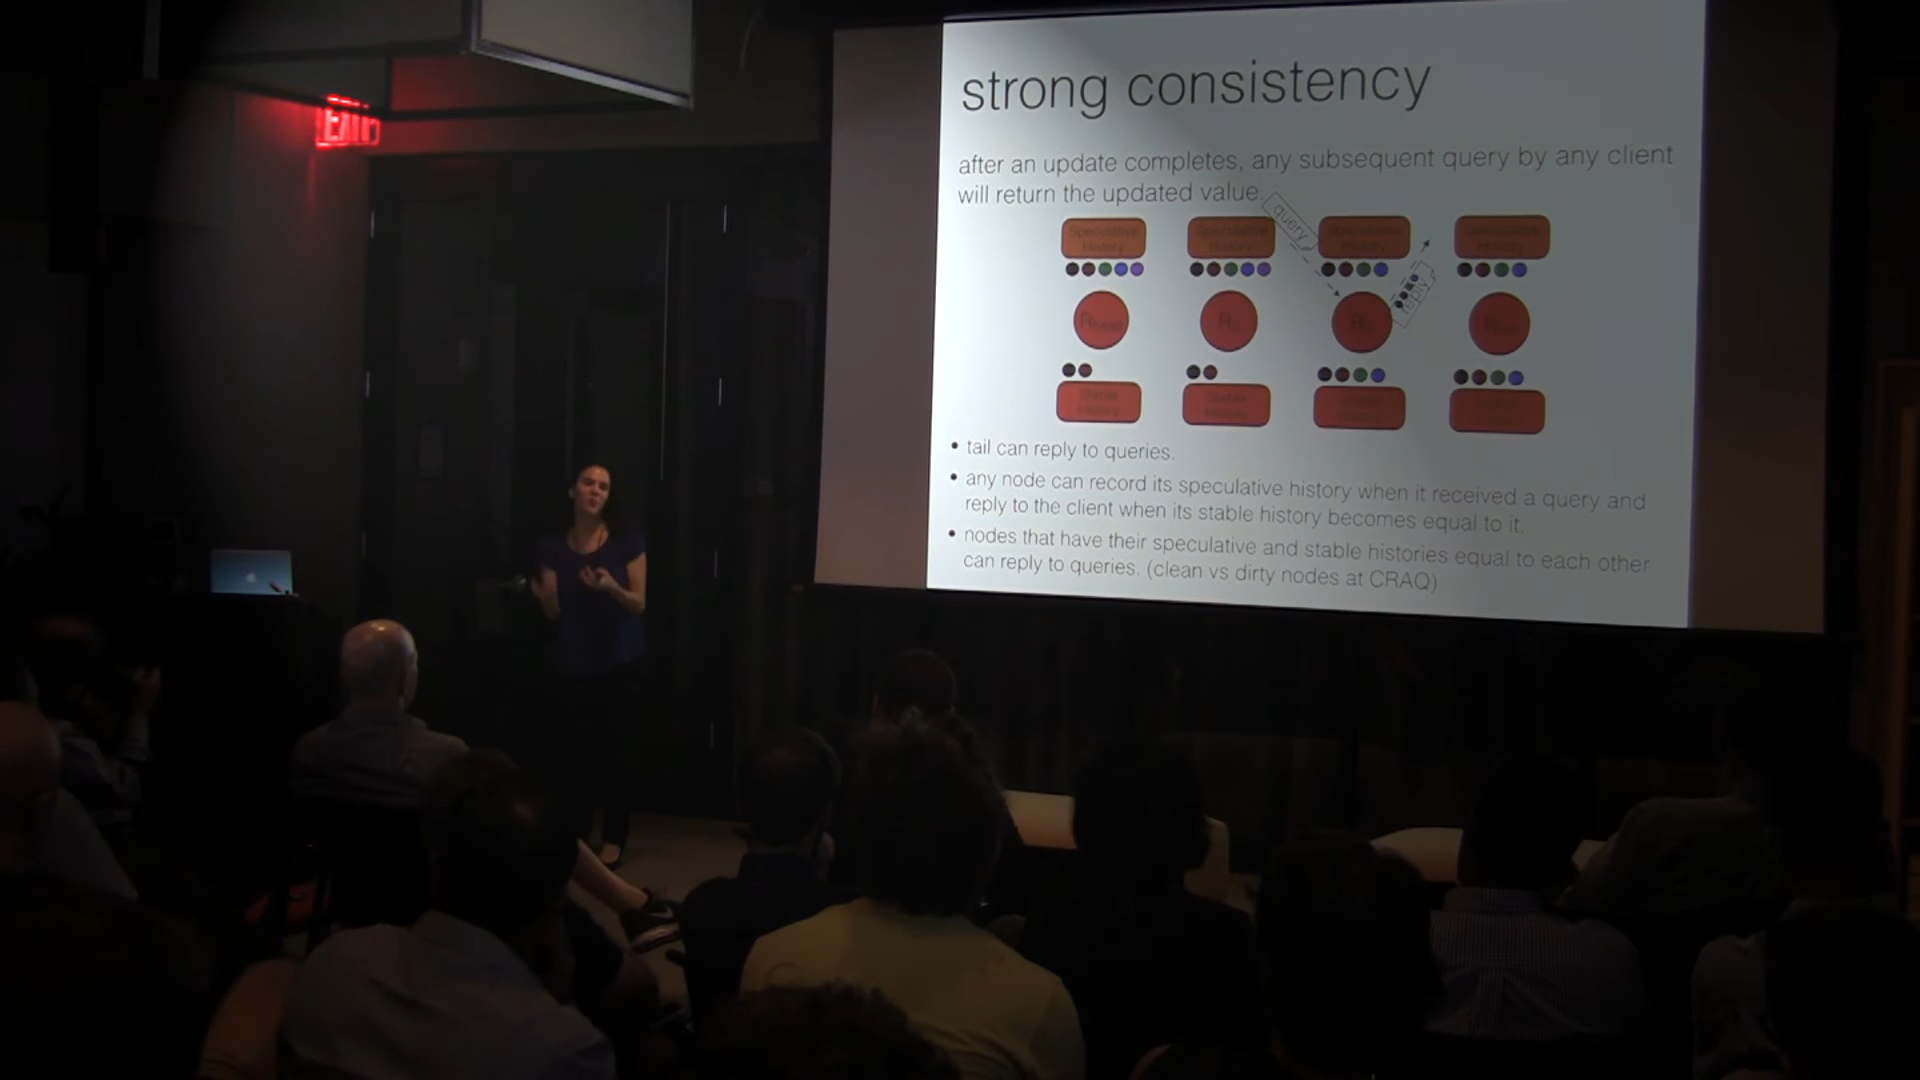 EXIT
strong consistency
after an update completes, any subsequent query by any client
will return the updated value.
query
Speculative Speculative Speculative Speculative
History History History History
reply
Stable Stable
History History
• tail can reply to queries.
• any node can record its speculative history when it received a query and
reply to the client when its stable history becomes equal to it.
• nodes that have their speculative and stable histories equal to each other
can reply to queries. (clean vs dirty nodes at CRAQ)